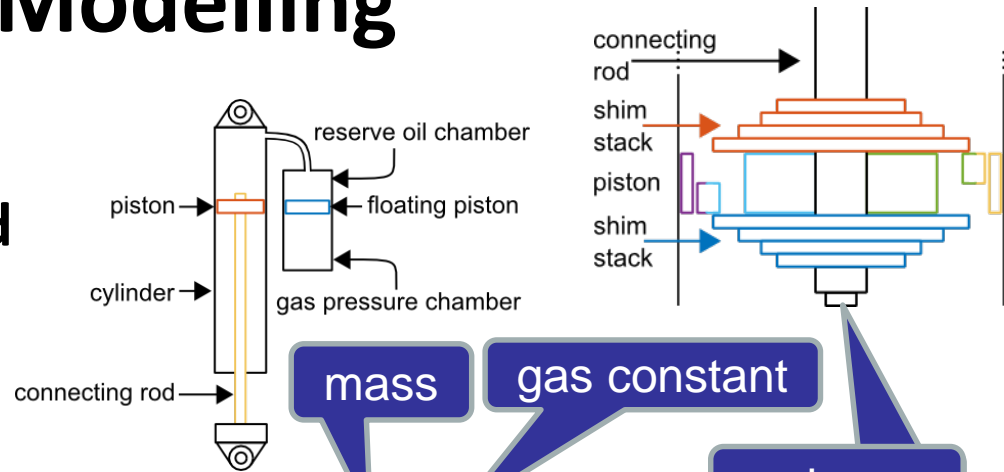 Modelling
connecting
rod
shim
stack
piston
shim
stack
reserve oil chamber
piston
floating piston
cylinder
gas pressure chamber
connecting rod
mass
gas constant